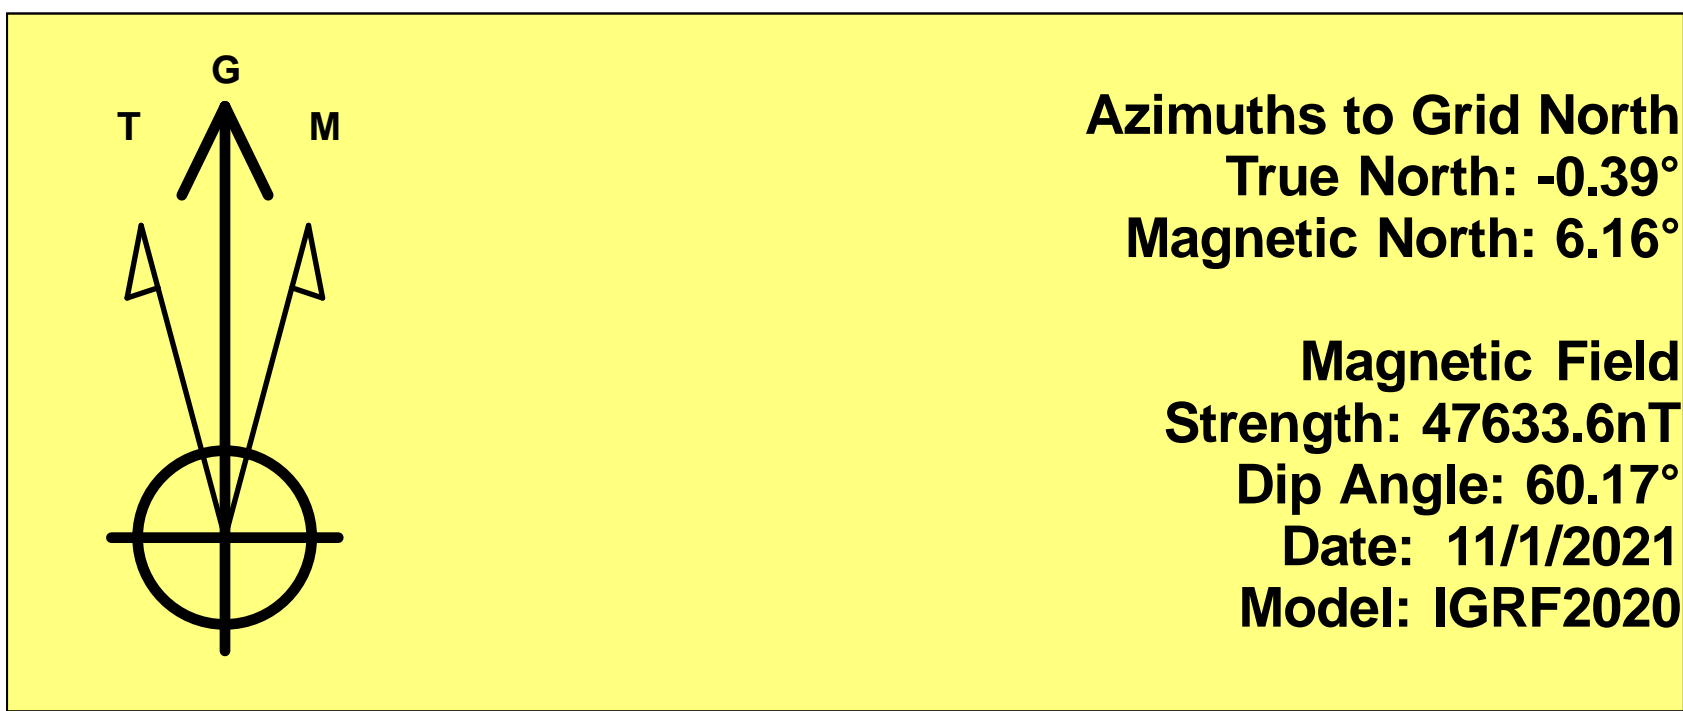 G
T M
Azimuths to Grid North
True North: -0.39°
Magnetic North: 6.16°
Magnetic Field
Strength: 47633.6nT
Dip Angle: 60.17°
Date: 11/1/2021
Model: IGRF2020